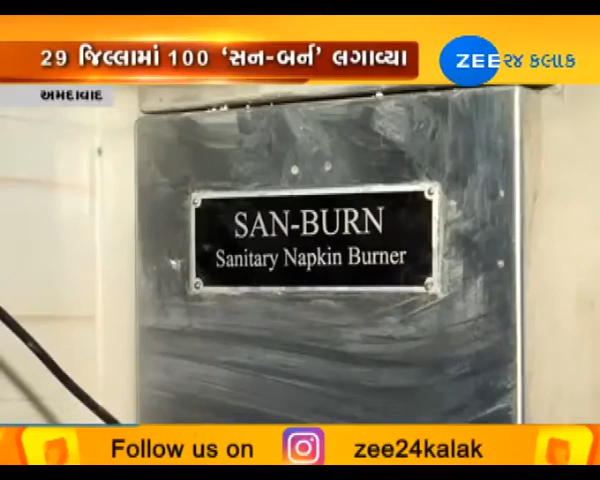 29 જિલ્લામાં 100 'સન-બર્ન' લગાવ્યા
ZEE ૨૪ કલાક
અમદાવાદ
SAN-BURN
Sanitary Napkin Burner
Follow us on zee24kalak